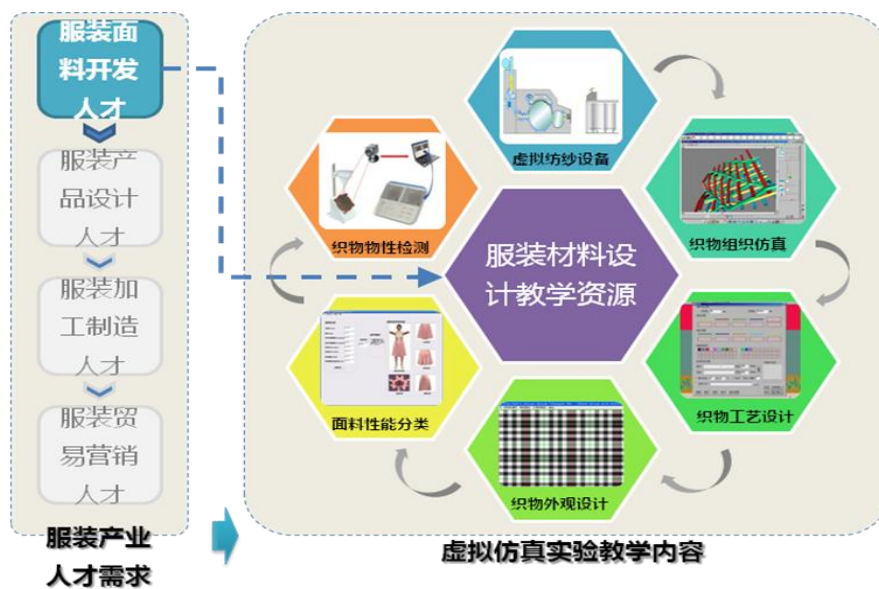 服装面
料开发
人才
服装产
品设计
人才
服装加
工制造
人才
服装贸
易营销
人才
服装产业
人才需求
虚拟纺纱设备
织物组织仿真
织物工艺设计
织物外观设计
面料性能分类
织物物性检测
服装材料设
计教学资源
虚拟仿真实验教学内容